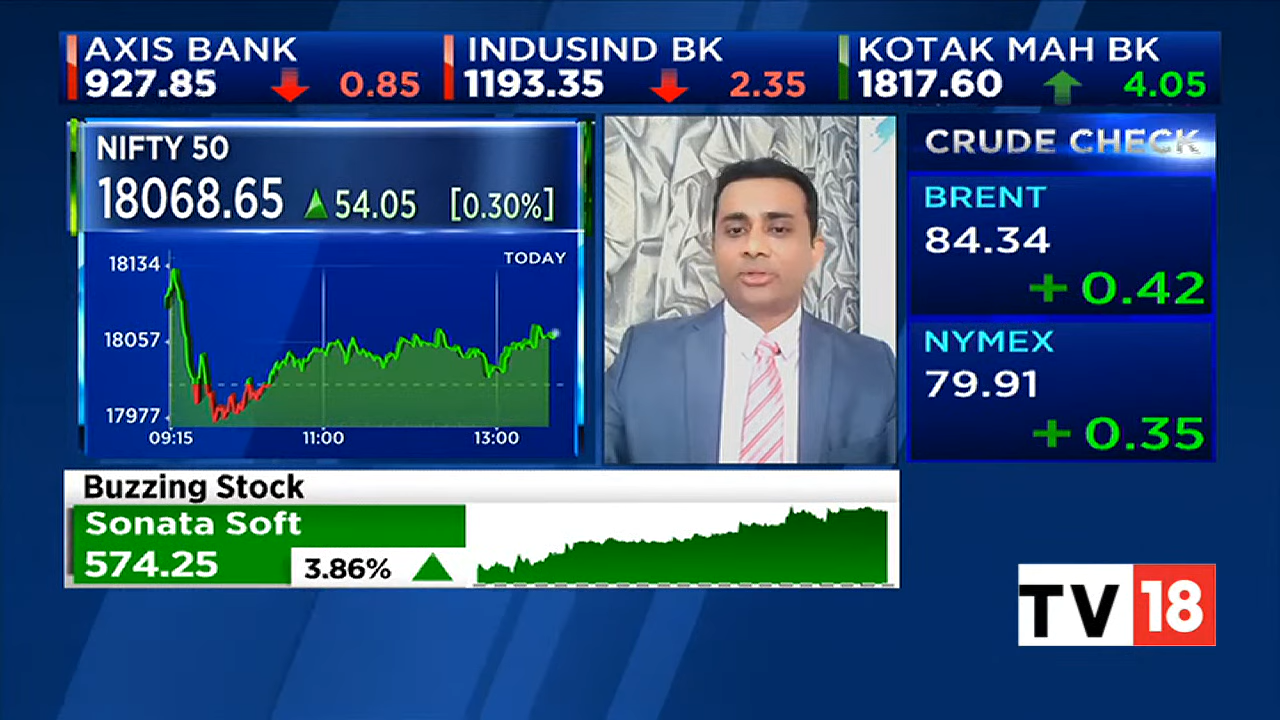 AXIS BANK
927.85 0.85
INDUSIND BK
1193.35 2.35
KOTAK MAH BK
1817.60 4.05
NIFTY 50
18068.65 54.05 [0.30%]
TODAY
18134
18057
17977
09:15 11:00 13:00
CRUDE CHECK
BRENT
84.34
+ 0.42
NYMEX
79.91
+ 0.35
Buzzing Stock
Sonata Soft
574.25 3.86%
TV18